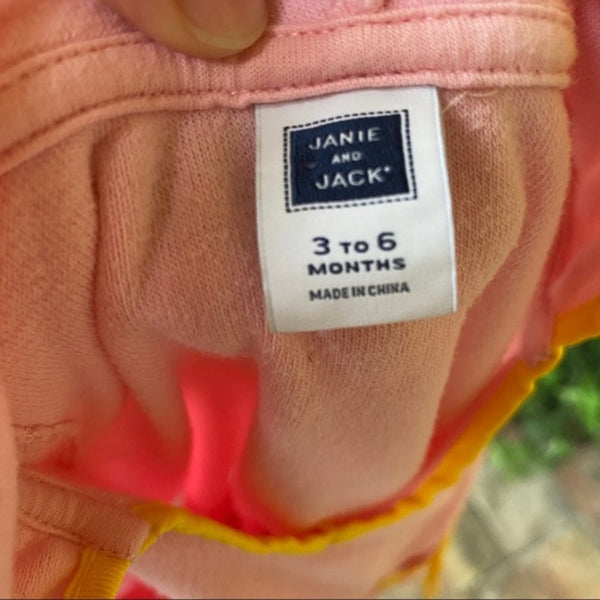 JANIE
AND
JACK®
3 TO 6
MONTHS
MADE IN CHINA